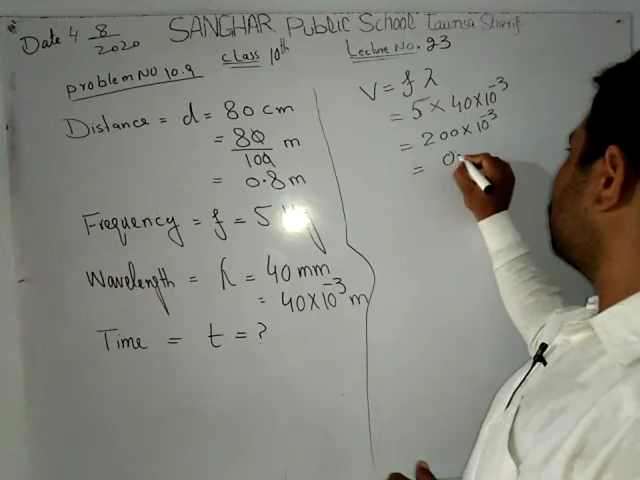 Date 4 8/2020 SANGHAR Public School Taunsa Sharif
Class 10th Lecture No. 23
Problem No 10.9
Distance = d = 80 cm
= 80/100 m
= 0.8 m
Frequency = f = 5 Hz
Wavelength = λ = 40 mm
= 40 × 10⁻³ m
Time = t = ?
V = f λ
= 5 × 40 × 10⁻³
= 200 × 10⁻³
= 0.